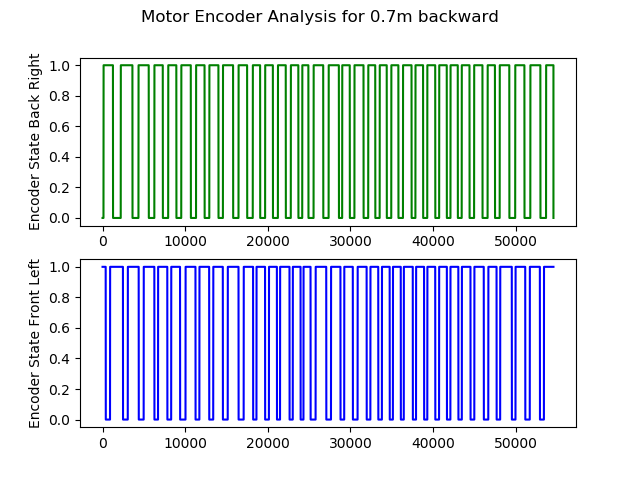 Motor Encoder Analysis for 0.7m backward
Encoder State Back Right
1.0
0.8
0.6
0.4
0.2
0.0
0 10000 20000 30000 40000 50000
Encoder State Front Left
1.0
0.8
0.6
0.4
0.2
0.0
0 10000 20000 30000 40000 50000